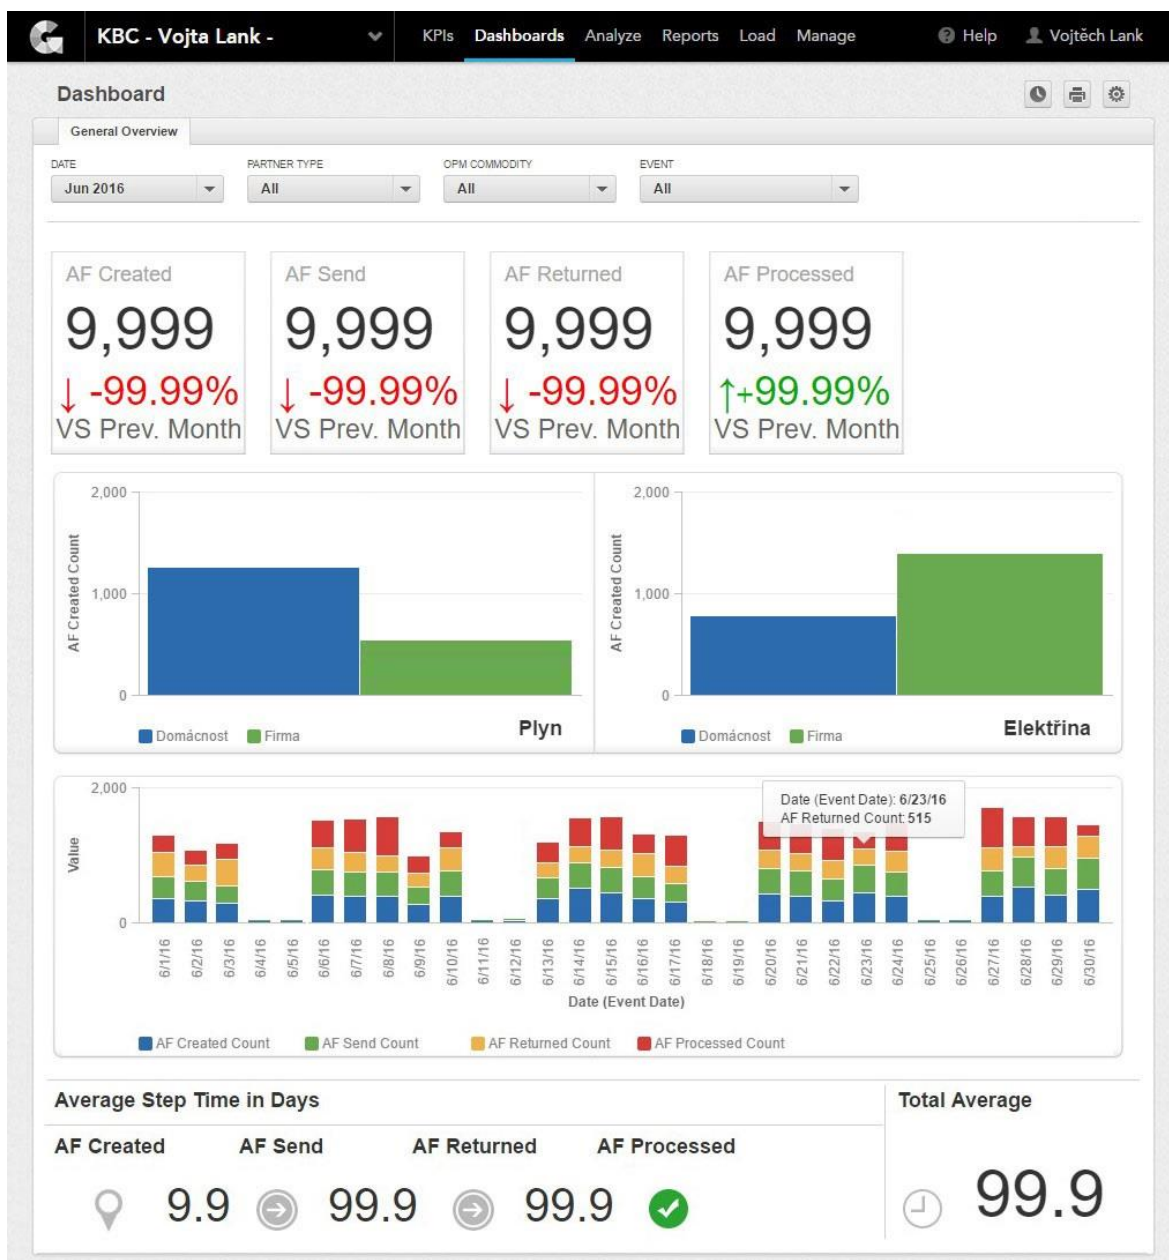 KBC - Vojta Lank -
KPIs Dashboards Analyze Reports Load Manage
Help Vojtěch Lank
Dashboard
General Overview
DATE PARTNER TYPE OPM COMMODITY EVENT
Jun 2016 All All All
AF Created AF Send AF Returned AF Processed
9,999 9,999 9,999 9,999
↓ -99.99% ↓ -99.99% ↓ -99.99% ↑+99.99%
VS Prev. Month VS Prev. Month VS Prev. Month VS Prev. Month
AF Created Count
2,000
1,000
0
Domácnost Firma
Plyn
AF Created Count
2,000
1,000
0
Domácnost Firma
Elektřina
Value
2,000
0
Date (Event Date): 6/23/16
AF Returned Count: 515
6/1/16 6/2/16 6/3/16 6/4/16 6/5/16 6/6/16 6/7/16 6/8/16 6/9/16 6/10/16 6/11/16 6/12/16 6/13/16 6/14/16 6/15/16 6/16/16 6/17/16 6/18/16 6/19/16 6/20/16 6/21/16 6/22/16 6/23/16 6/24/16 6/25/16 6/26/16 6/27/16 6/28/16 6/29/16 6/30/16
Date (Event Date)
AF Created Count AF Send Count AF Returned Count AF Processed Count
Average Step Time in Days
Total Average
AF Created AF Send AF Returned AF Processed
9.9 99.9 99.9
99.9